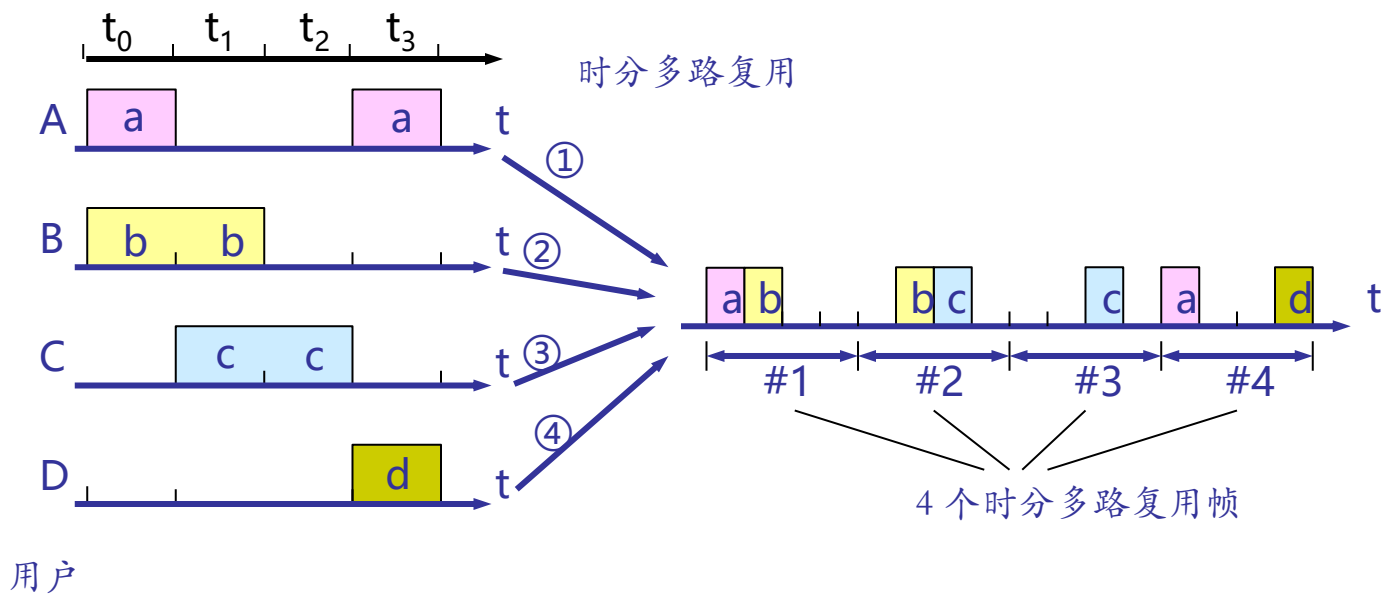 t0 t1 t2 t3
时分多路复用
A a a t
①
B b b t
②
a b b c c a d t
C c c t
③
#1 #2 #3 #4
④
D d t
4 个时分多路复用帧
用户